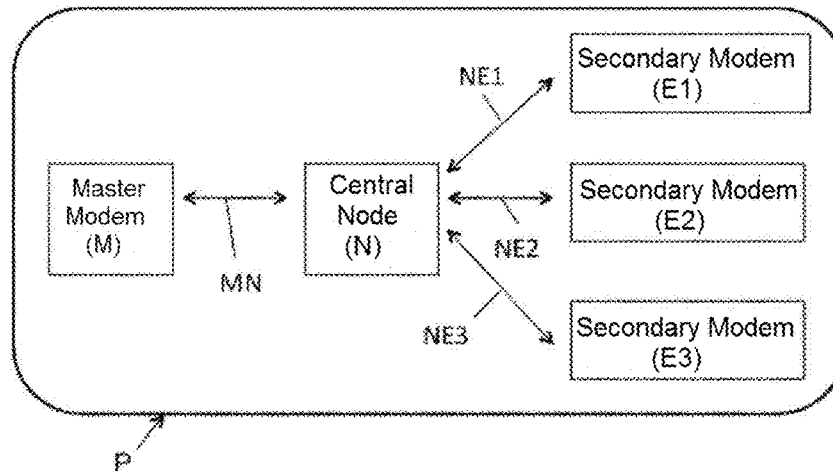 Master
Modem
(M)
MN
Central
Node
(N)
NE1
NE2
NE3
Secondary Modem
(E1)
Secondary Modem
(E2)
Secondary Modem
(E3)
P